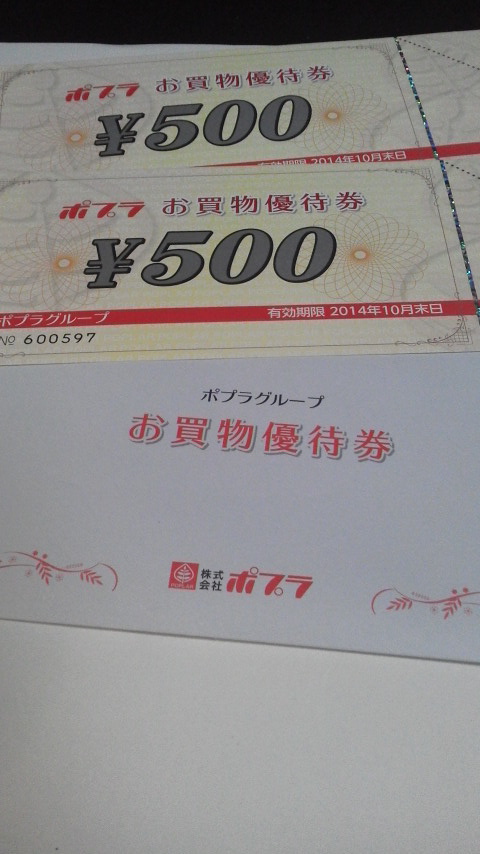 ポプラ お買物優待券
¥500
有効期限 2014年10月末日
ポプラ お買物優待券
¥500
ポプラグループ 有効期限 2014年10月末日
№ 600597
ポプラグループ
お買物優待券
株式会社 ポプラ